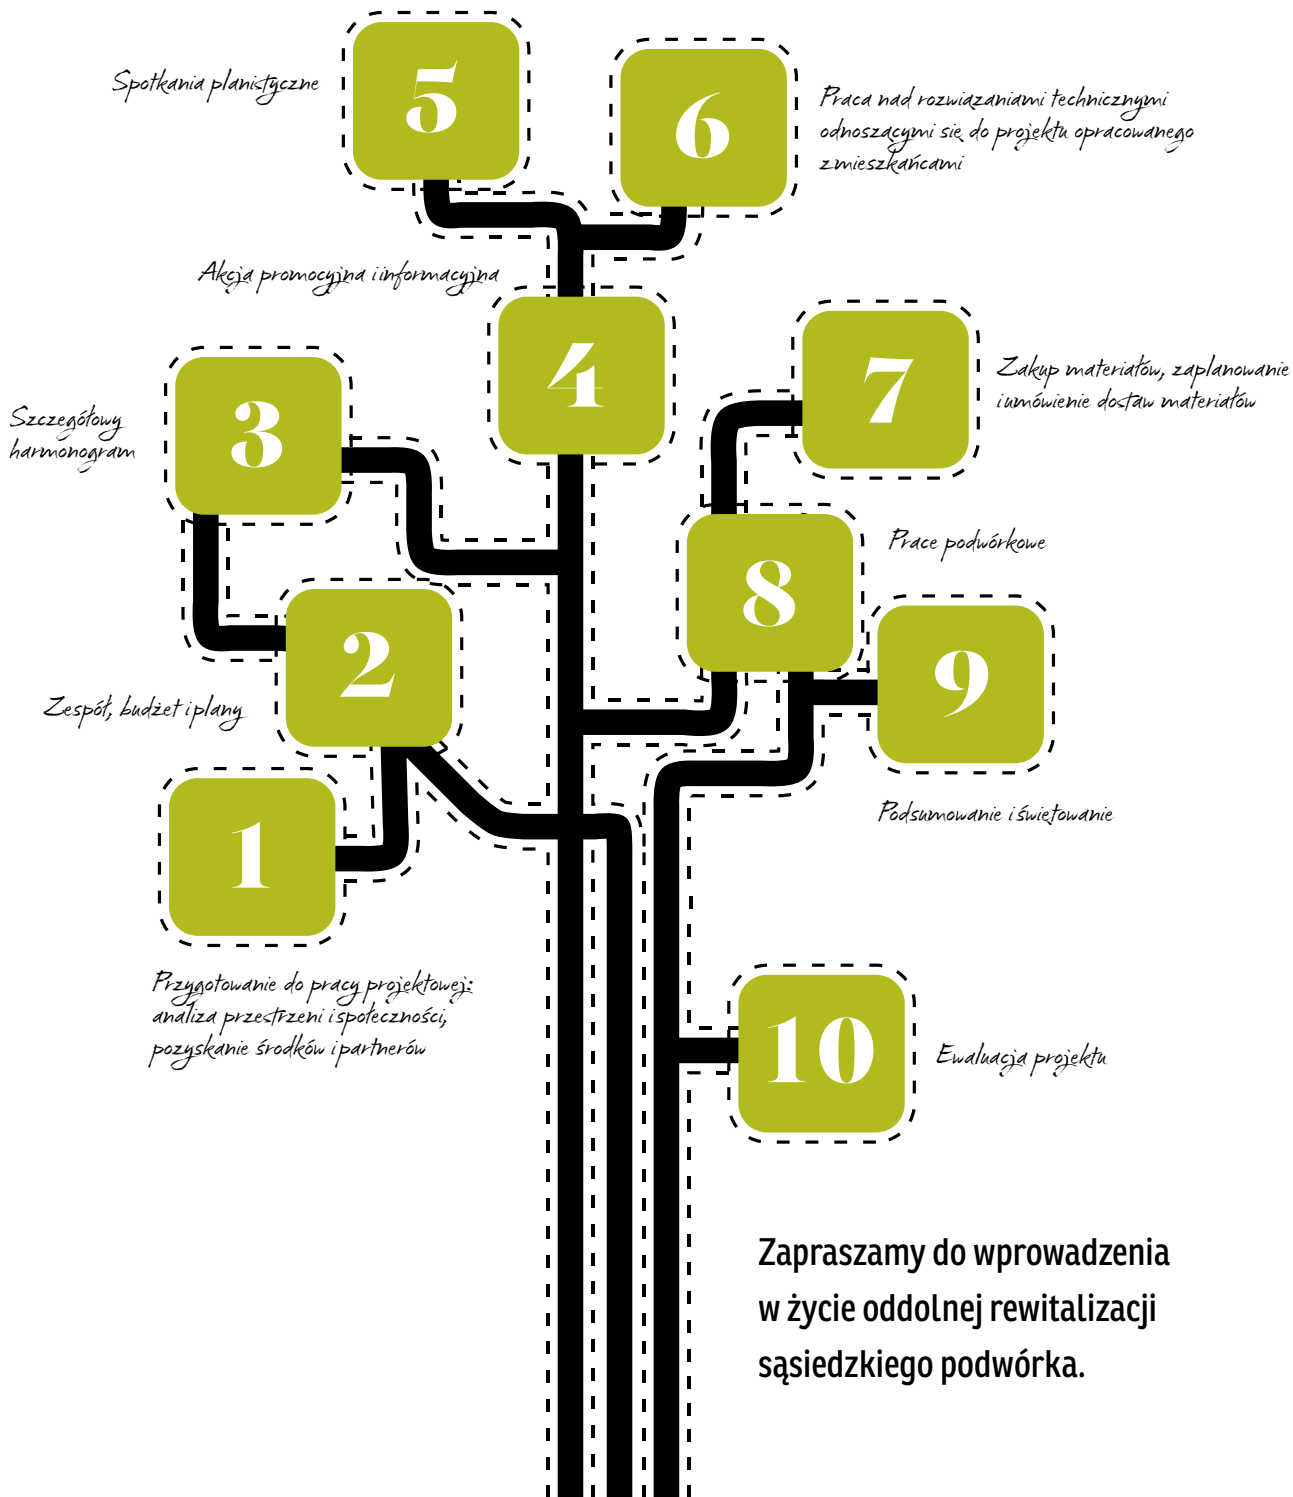 5
Spotkania planistyczne
6
Praca nad rozwiązaniami technicznymi
odnoszącymi się do projektu opracowanego
z mieszkańcami
Akcja promocyjna i informacyjna
4
7
Zakup materiałów, zaplanowanie
i umówienie dostaw materiałów
3
Szczegółowy
harmonogram
8
Prace podwórkowe
2
Zespół, budżet i plany
9
Podsumowanie i świętowanie
1
Przygotowanie do pracy projektowej:
analiza przestrzeni i społeczności,
pozyskanie środków i partnerów
10
Ewaluacja projektu
Zapraszamy do wprowadzenia
w życie oddolnej rewitalizacji
sąsiedzkiego podwórka.